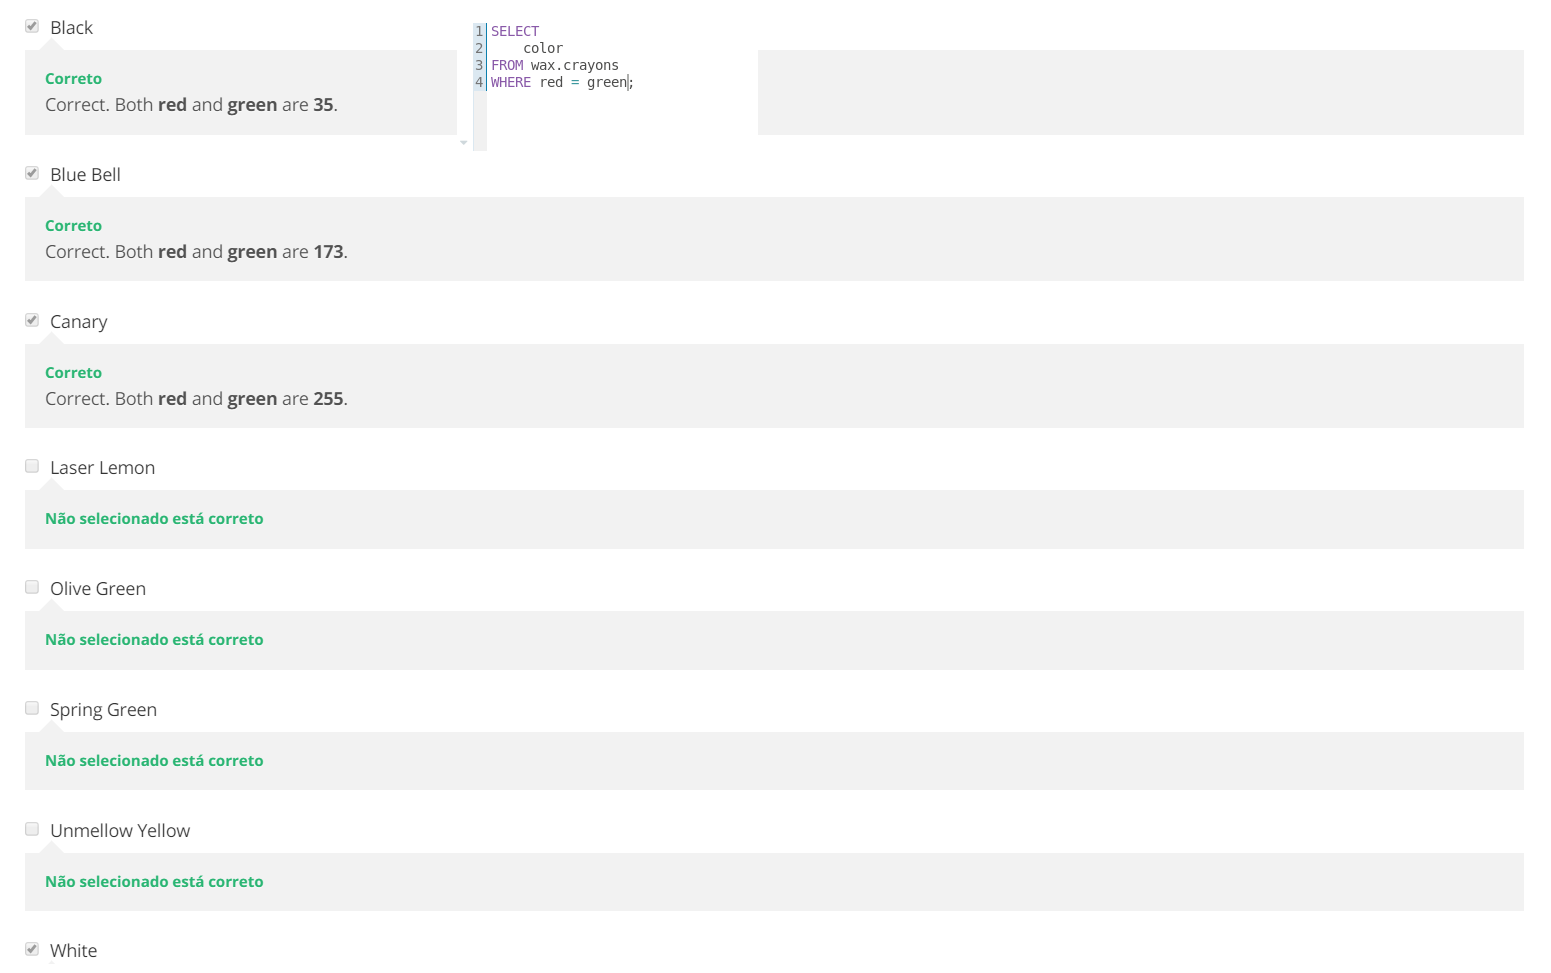 Black
Correto
Correct. Both red and green are 35.
1 SELECT
2     color
3 FROM wax.crayons
4 WHERE red = green;
Blue Bell
Correto
Correct. Both red and green are 173.
Canary
Correto
Correct. Both red and green are 255.
Laser Lemon
Não selecionado está correto
Olive Green
Não selecionado está correto
Spring Green
Não selecionado está correto
Unmellow Yellow
Não selecionado está correto
White